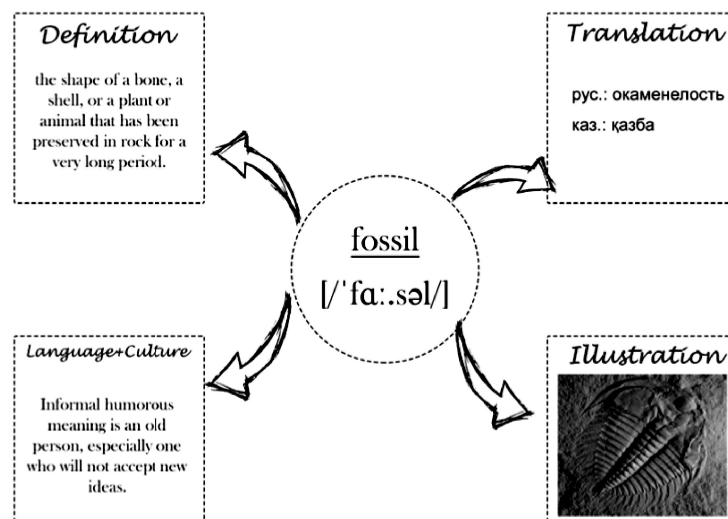 Definition
the shape of a bone, a
shell, or a plant or
animal that has been
preserved in rock for a
very long period.
Translation
рус.: окаменелость
каз.: қазба
fossil
[/ˈfɑː.səl/]
Language+Culture
Informal humorous
meaning is an old
person, especially one
who will not accept new
ideas.
Illustration